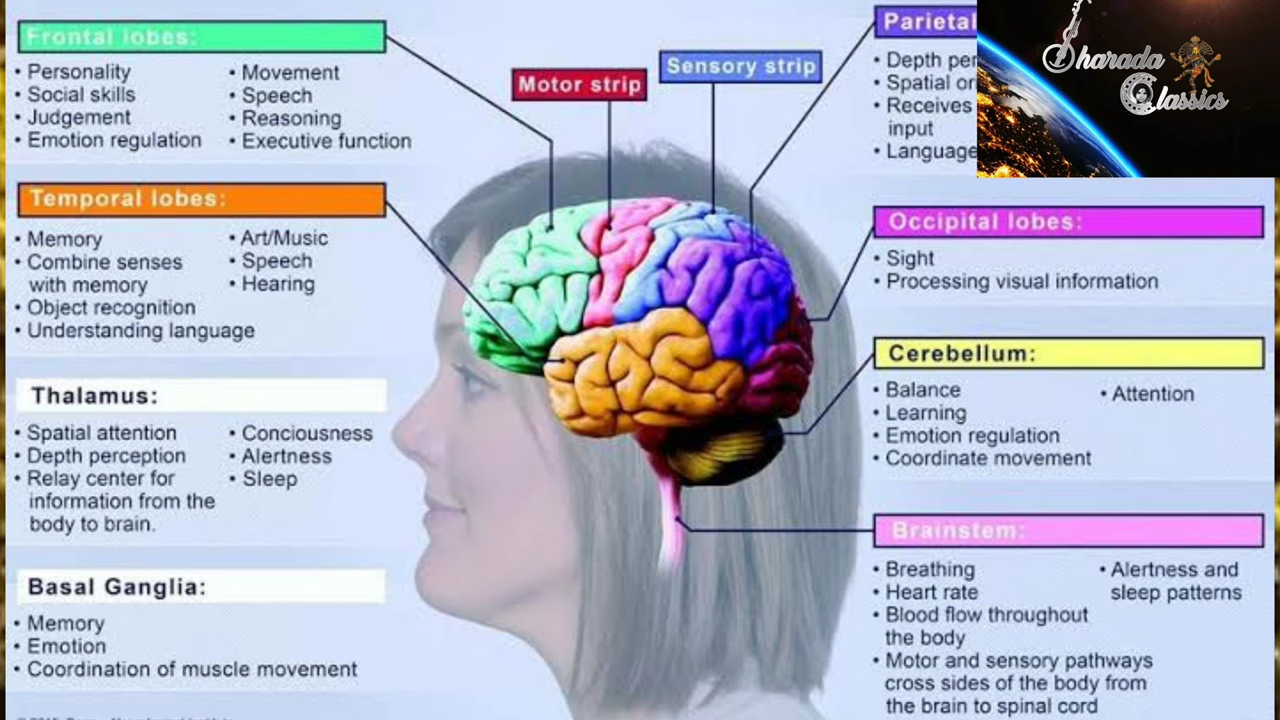 Frontal lobes:
• Personality
• Social skills
• Judgement
• Emotion regulation
• Movement
• Speech
• Reasoning
• Executive function
Motor strip
Sensory strip
Parietal
• Depth
• Spatial
• Receives
input
• Language
Sharada
Classics
Temporal lobes:
• Memory
• Combine senses
with memory
• Object recognition
• Understanding language
• Art/Music
• Speech
• Hearing
Occipital lobes:
• Sight
• Processing visual information
Thalamus:
• Spatial attention
• Depth perception
• Relay center for
information from the
body to brain.
• Conciousness
• Alertness
• Sleep
Cerebellum:
• Balance
• Learning
• Emotion regulation
• Coordinate movement
• Attention
Basal Ganglia:
• Memory
• Emotion
• Coordination of muscle movement
Brainstem:
• Breathing
• Heart rate
• Blood flow throughout
the body
• Motor and sensory pathways
cross sides of the body from
the brain to spinal cord
• Alertness and
sleep patterns